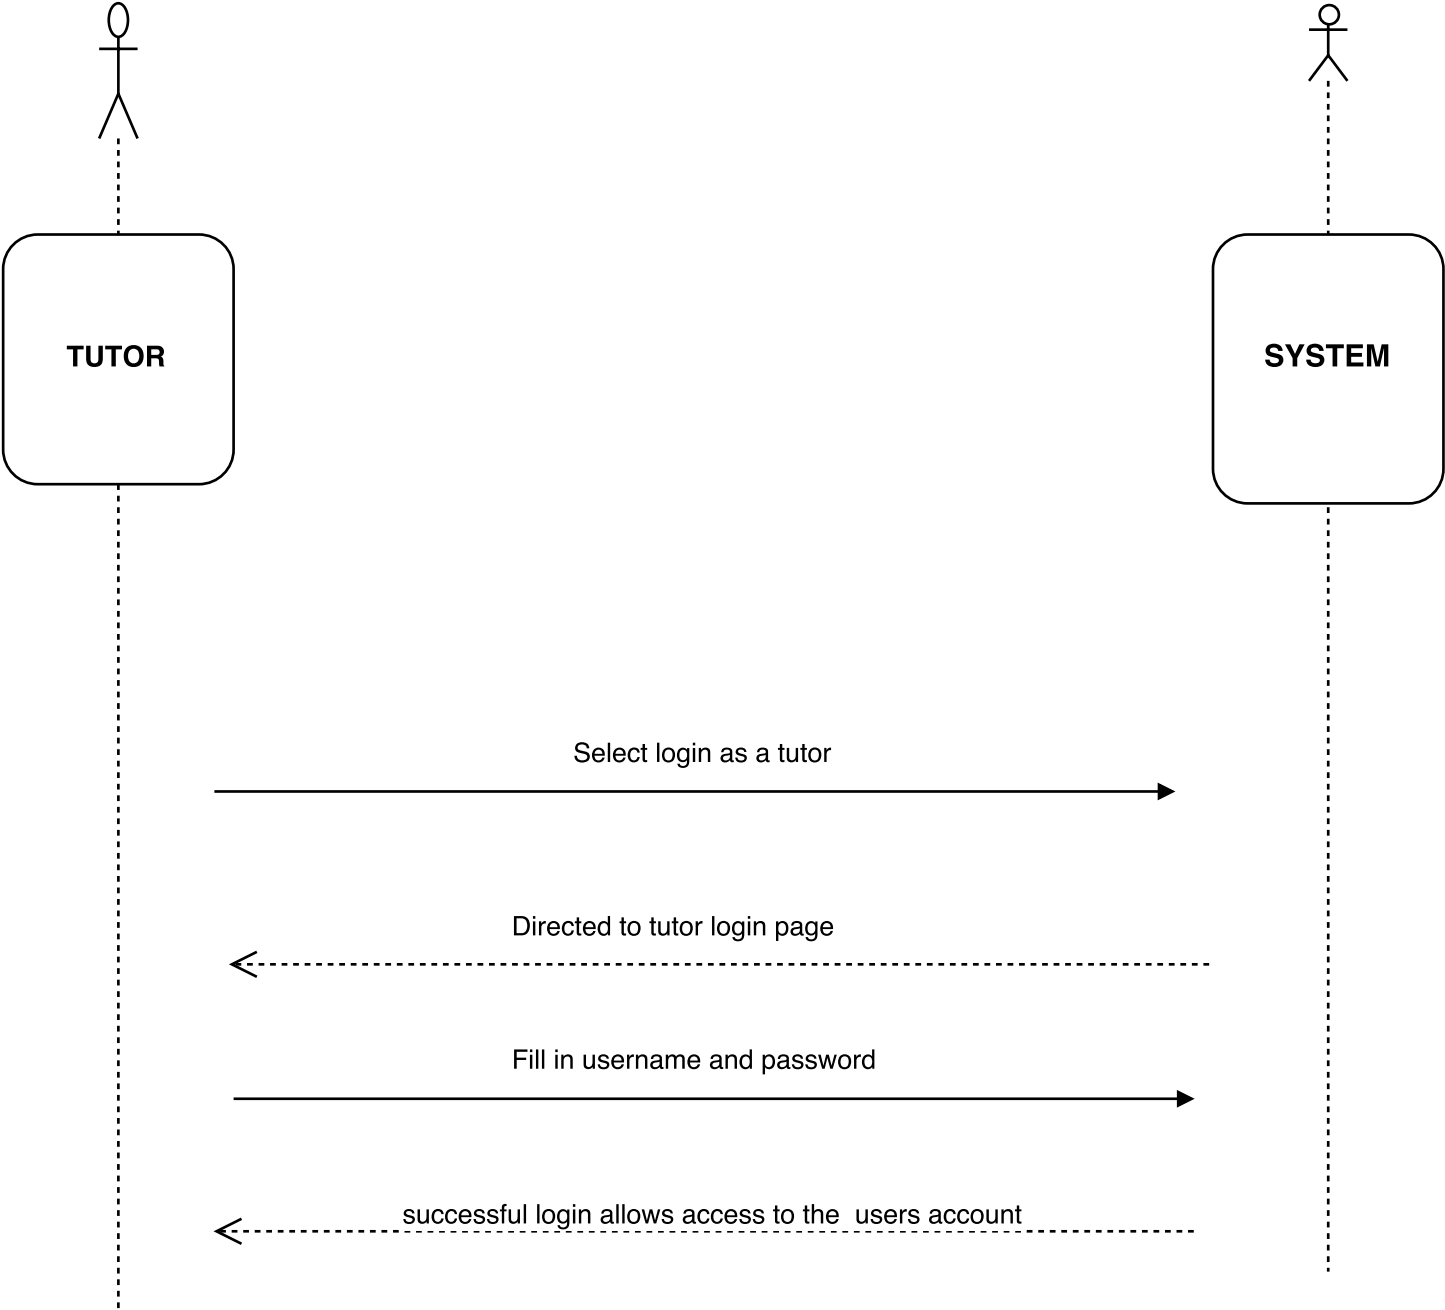 TUTOR
SYSTEM
Select login as a tutor
Directed to tutor login page
Fill in username and password
successful login allows access to the  users account